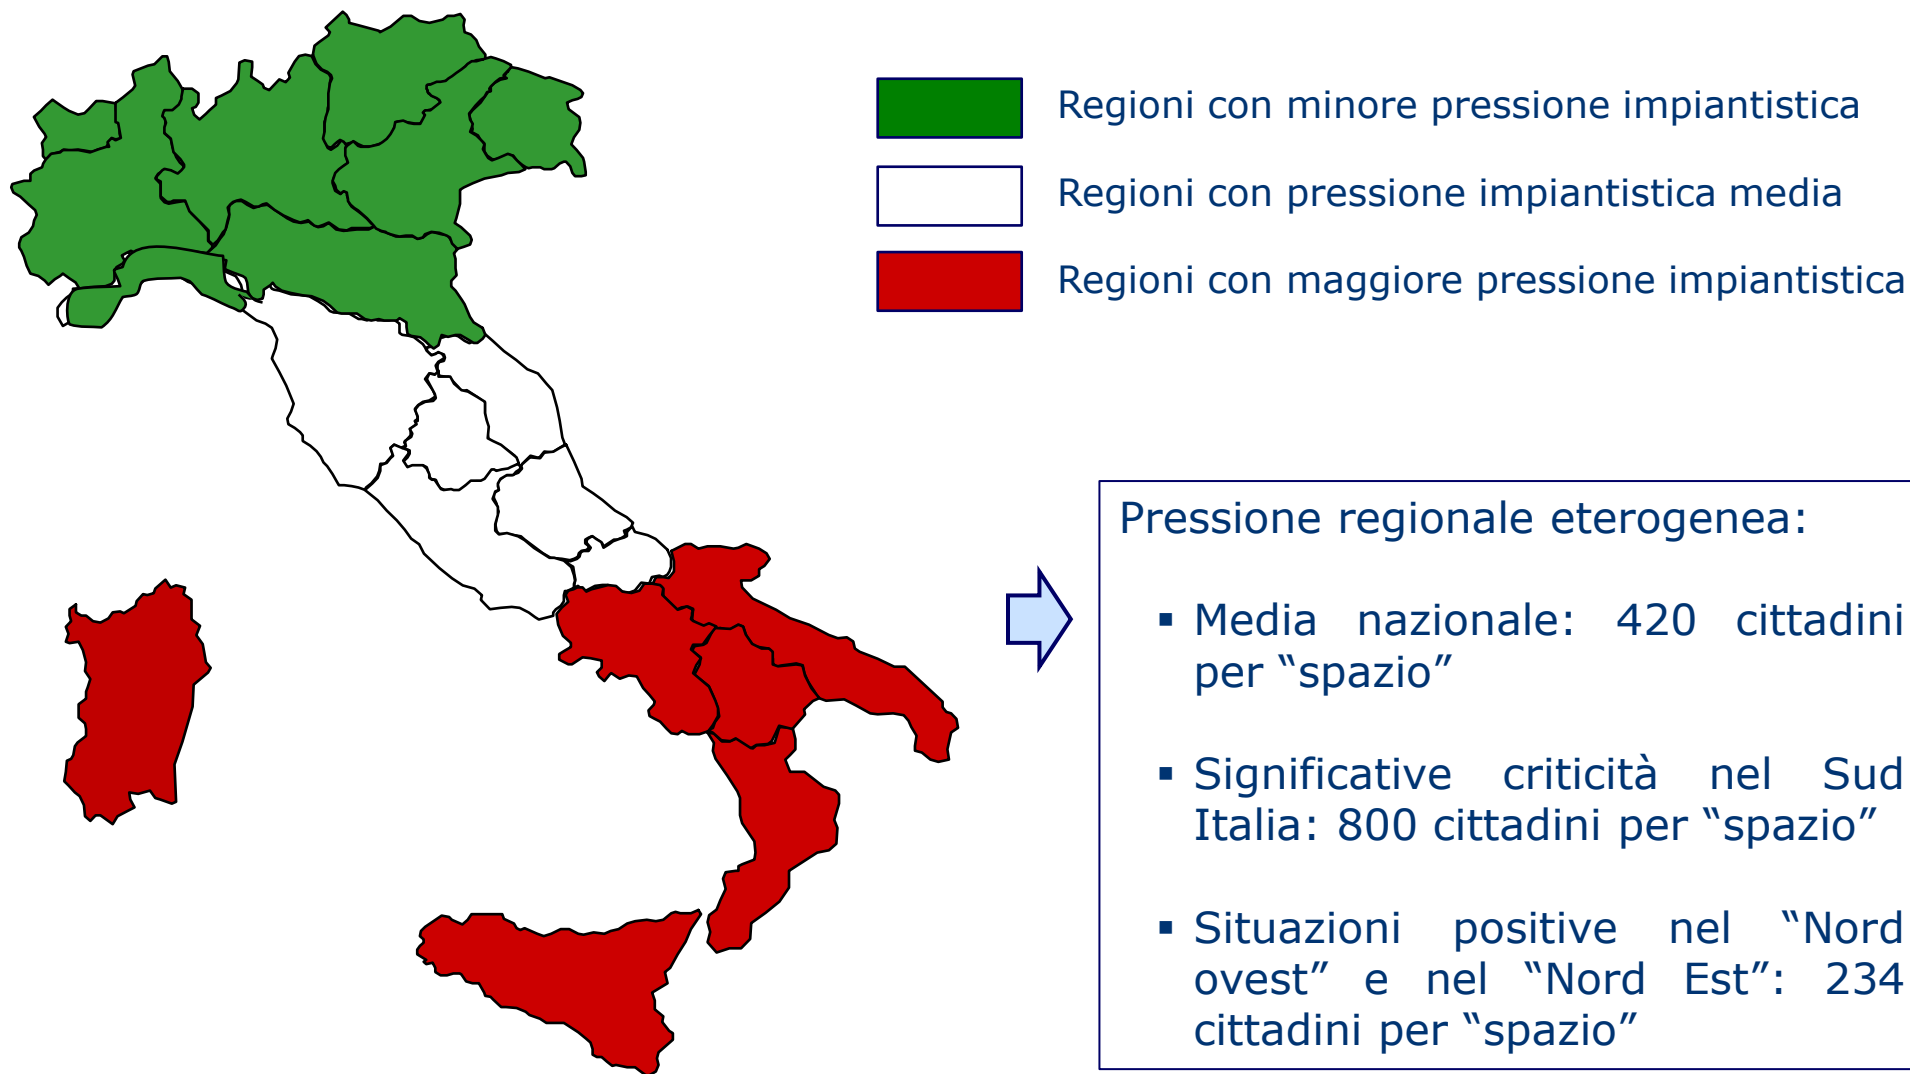 Regioni con minore pressione impiantistica
Regioni con pressione impiantistica media
Regioni con maggiore pressione impiantistica
Pressione regionale eterogenea:
▪ Media nazionale: 420 cittadini
per “spazio”
▪ Significative criticità nel Sud
Italia: 800 cittadini per “spazio”
▪ Situazioni positive nel “Nord
ovest” e nel “Nord Est”: 234
cittadini per “spazio”